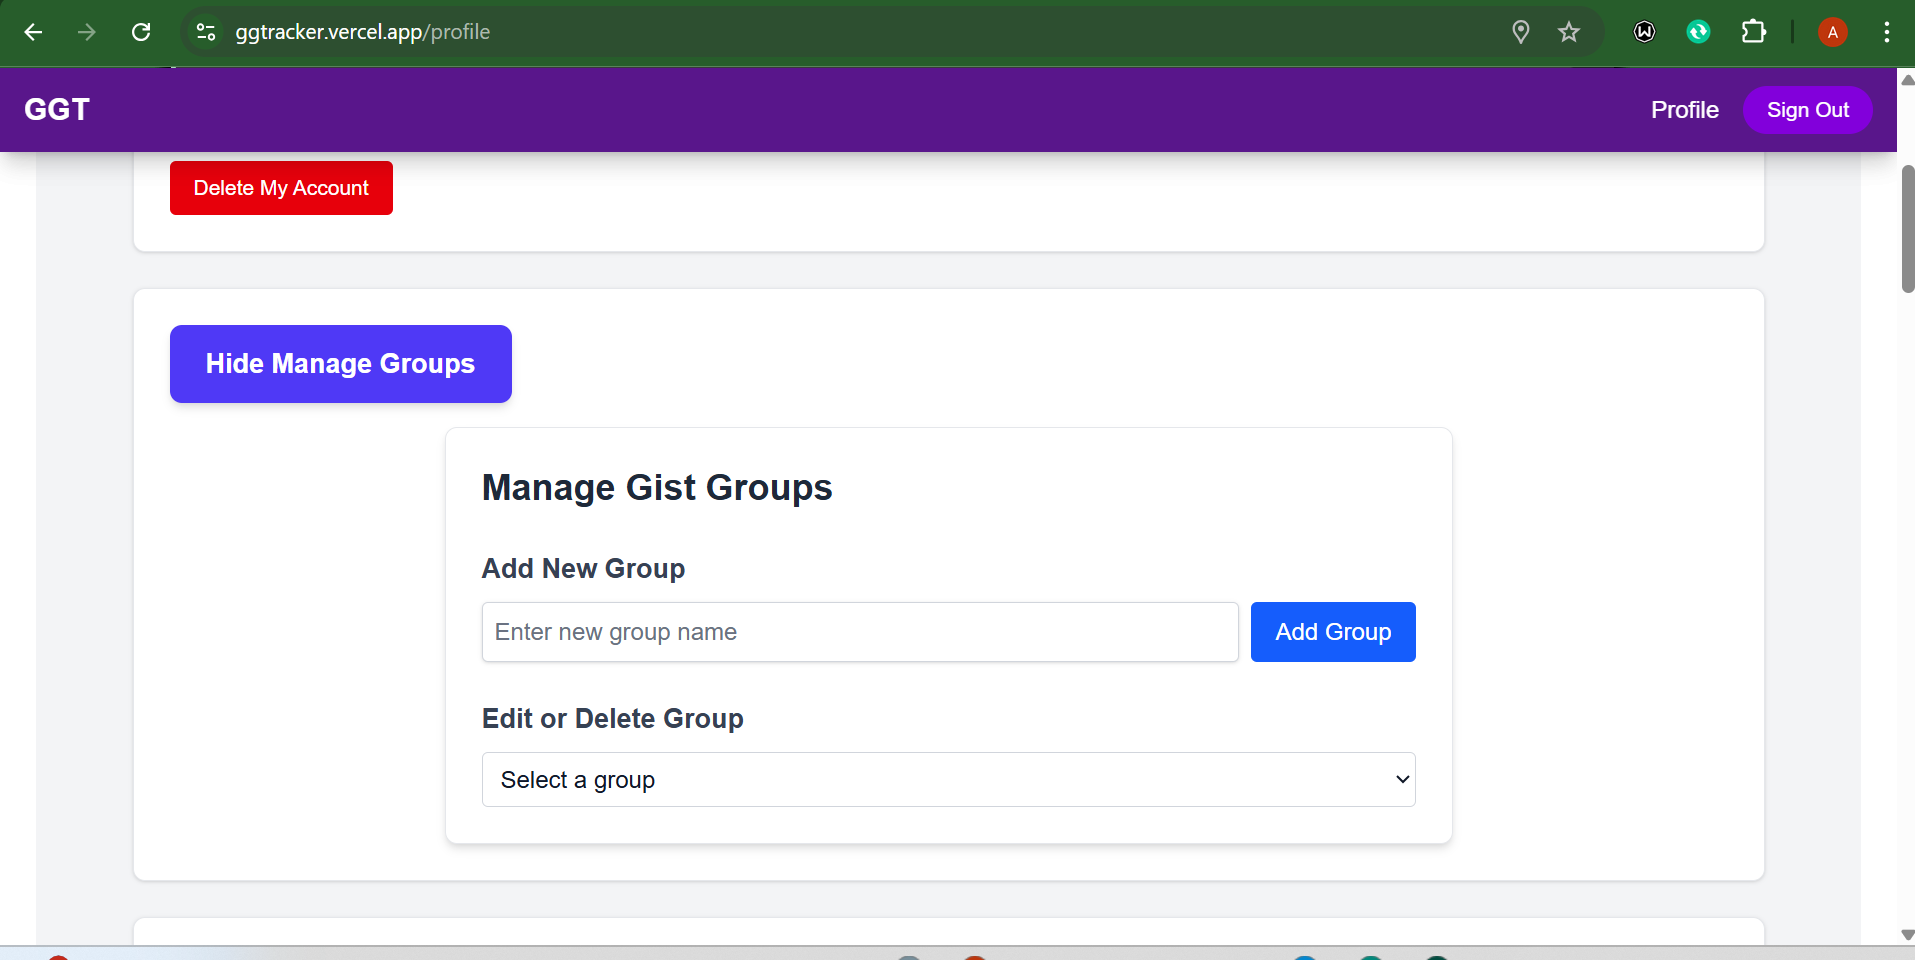 ggtracker.vercel.app/profile
A
GGT
Profile
Sign Out
Delete My Account
Hide Manage Groups
Manage Gist Groups
Add New Group
Enter new group name
Add Group
Edit or Delete Group
Select a group